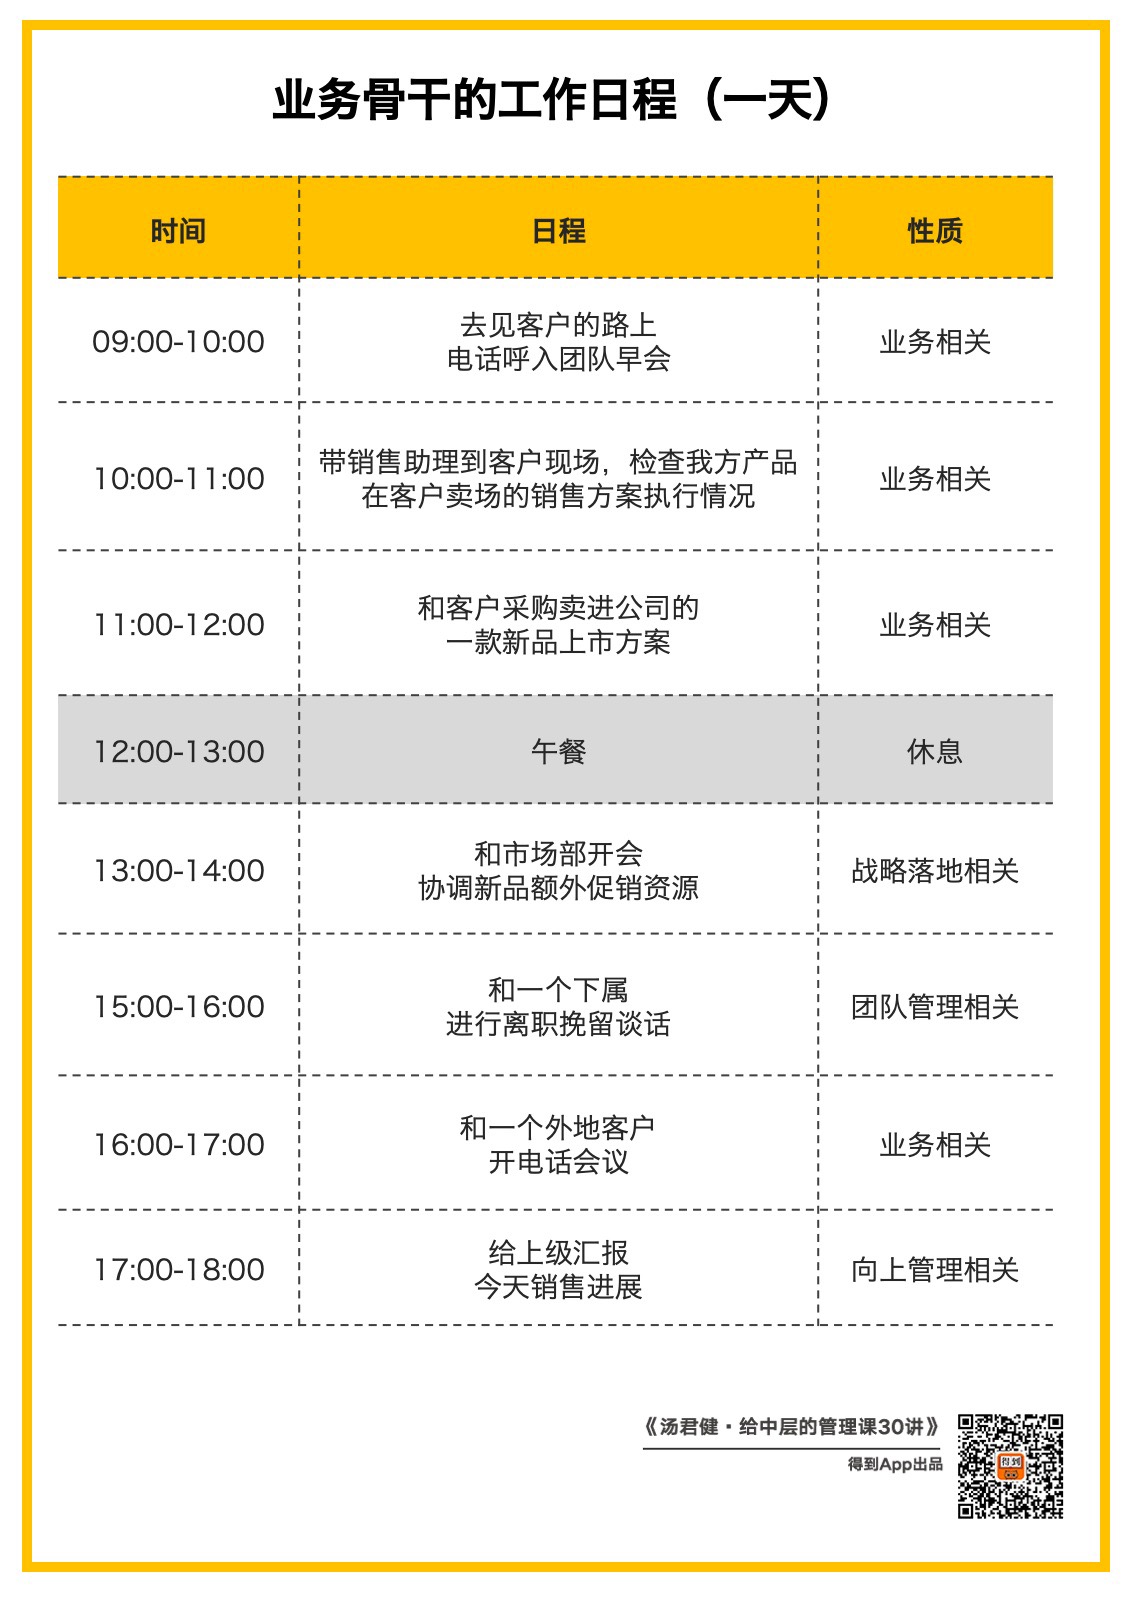 业务骨干的工作日程（一天）
时间 日程 性质
09:00-10:00 去见客户的路上 业务相关
电话呼入团队早会
10:00-11:00 带销售助理到客户现场，检查我方产品 业务相关
在客户卖场的销售方案执行情况
11:00-12:00 和客户采购卖进公司的 业务相关
一款新品上市方案
12:00-13:00 午餐 休息
13:00-14:00 和市场部开会 战略落地相关
协调新品额外促销资源
15:00-16:00 和一个下属 团队管理相关
进行离职挽留谈话
16:00-17:00 和一个外地客户 业务相关
开电话会议
17:00-18:00 给上级汇报 向上管理相关
今天销售进展
《汤君健·给中层的管理课30讲》
得到App出品
得到